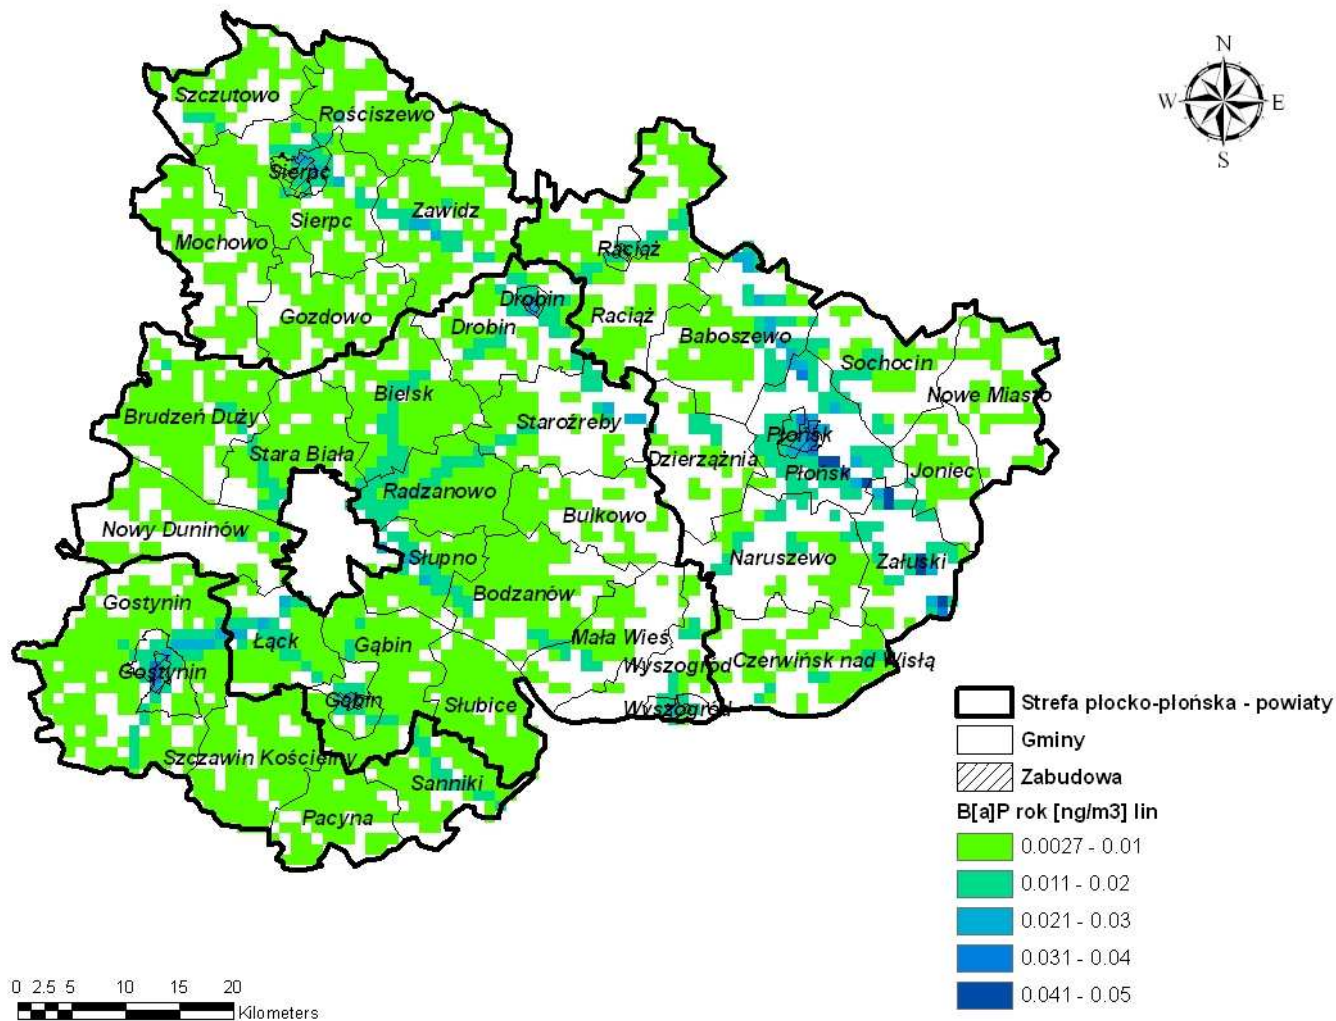 N
W E
S
Szczutowo
Rościszewo
Sierpc
Sierpc
Zawidz
Mochowo
Gozdowo
Raciąż
Drobin
Drobin
Raciąż
Baboszewo
Sochocin
Nowe Miasto
Bielsk
Brudzeń Duży
Staroźreby
Stara Biała
Płońsk
Dzierzążnia
Płońsk
Joniec
Radzanowo
Bulkowo
Nowy Duninów
Słupno
Naruszewo
Załuski
Bodzanów
Gostynin
Łąck
Gąbin
Mała Wieś
Gostynin
Wyszogród
Czerwińsk nad Wisłą
Gąbin
Słubice
Wyszogród
Szczawin Kościelny
Sanniki
Pacyna
Strefa płocko-płońska - powiaty
Gminy
Zabudowa
B[a]P rok [ng/m3] lin
0.0027 - 0.01
0.011 - 0.02
0.021 - 0.03
0.031 - 0.04
0.041 - 0.05
0 2.5 5 10 15 20
Kilometers